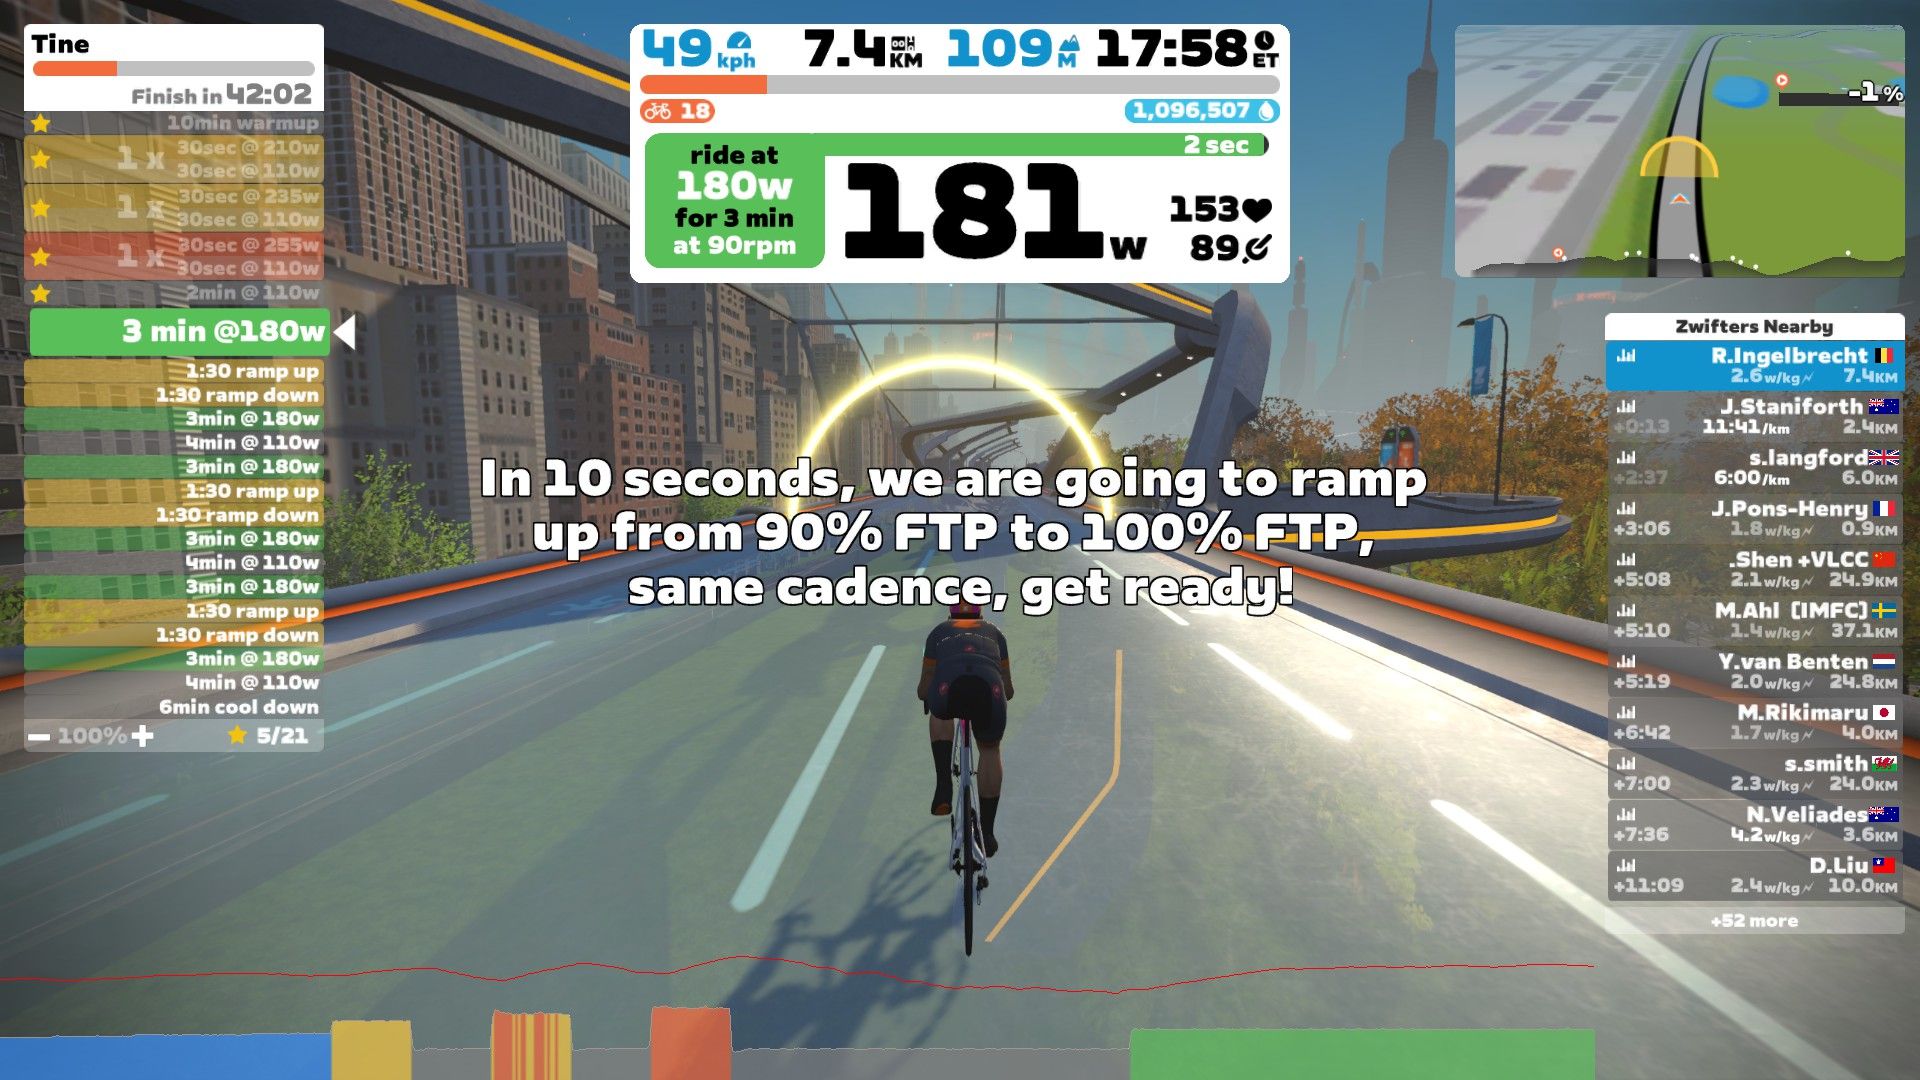 Tine
Finish in 42:02
10min warmup
1 x
30sec @ 210w
30sec @ 110w
1 x
30sec @ 235w
30sec @ 110w
1 x
30sec @ 255w
30sec @ 110w
2min @ 110w
3 min @180w
1:30 ramp up
1:30 ramp down
3min @ 180w
4min @ 110w
3min @ 180w
1:30 ramp up
1:30 ramp down
3min @ 180w
4min @ 110w
3min @ 180w
1:30 ramp up
1:30 ramp down
3min @ 180w
4min @ 110w
6min cool down
− 100% + 5/21
49 kph 7.4 KM 109 M 17:58 ET
18 1,096,507
2 sec
ride at
180w
for 3 min
at 90rpm
181 w
153
89
-1 %
In 10 seconds, we are going to ramp
up from 90% FTP to 100% FTP,
same cadence, get ready!
Zwifters Nearby
R.Ingelbrecht
2.6 w/kg 7.4 KM
J.Staniforth
+0:13 11:41 /km 2.4 KM
s.langford
+2:37 6:00 /km 6.0 KM
J.Pons-Henry
+3:06 1.8 w/kg 0.9 KM
.Shen +VLCC
+5:08 2.1 w/kg 24.9 KM
M.Ahl (IMFC)
+5:10 1.4 w/kg 37.1 KM
Y.van Benten
+5:19 2.0 w/kg 24.8 KM
M.Rikimaru
+6:42 1.7 w/kg 4.0 KM
s.smith
+7:00 2.3 w/kg 24.0 KM
N.Veliades
+7:36 4.2 w/kg 3.6 KM
D.Liu
+11:09 2.4 w/kg 10.0 KM
+52 more